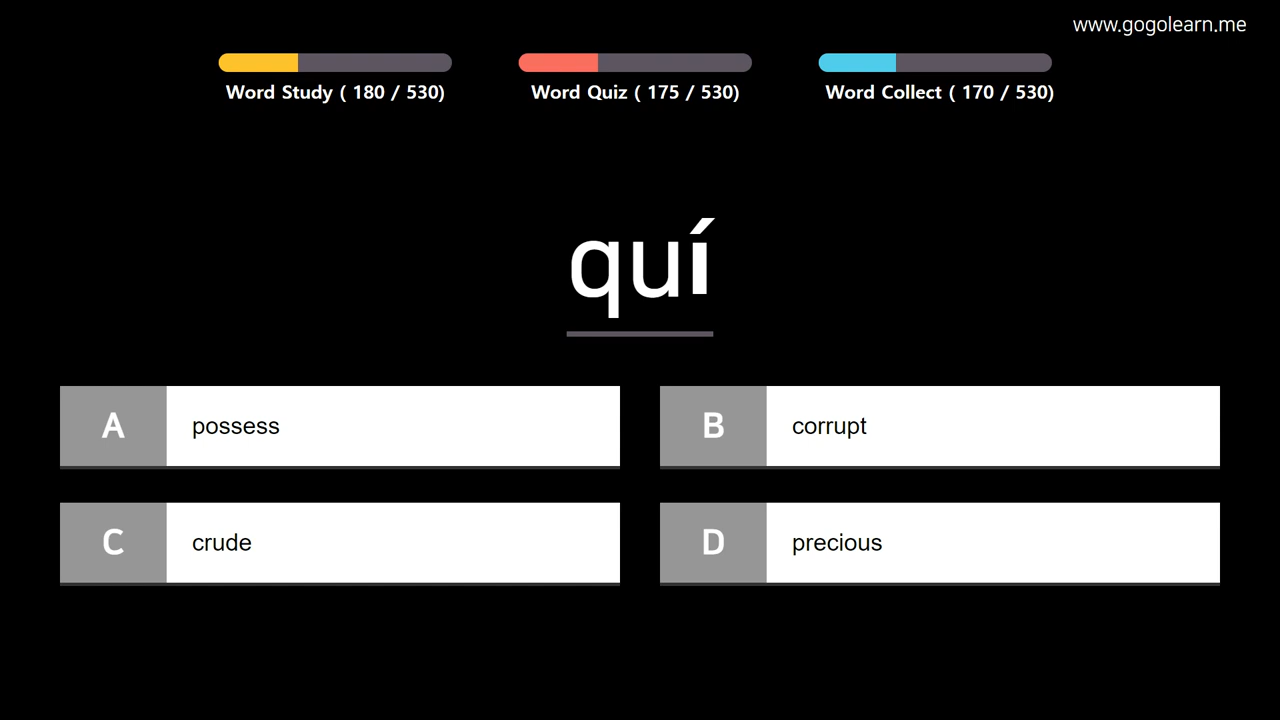 www.gogolearn.me
Word Study ( 180 / 530)
Word Quiz ( 175 / 530)
Word Collect ( 170 / 530)
quí
A possess
B corrupt
C crude
D precious